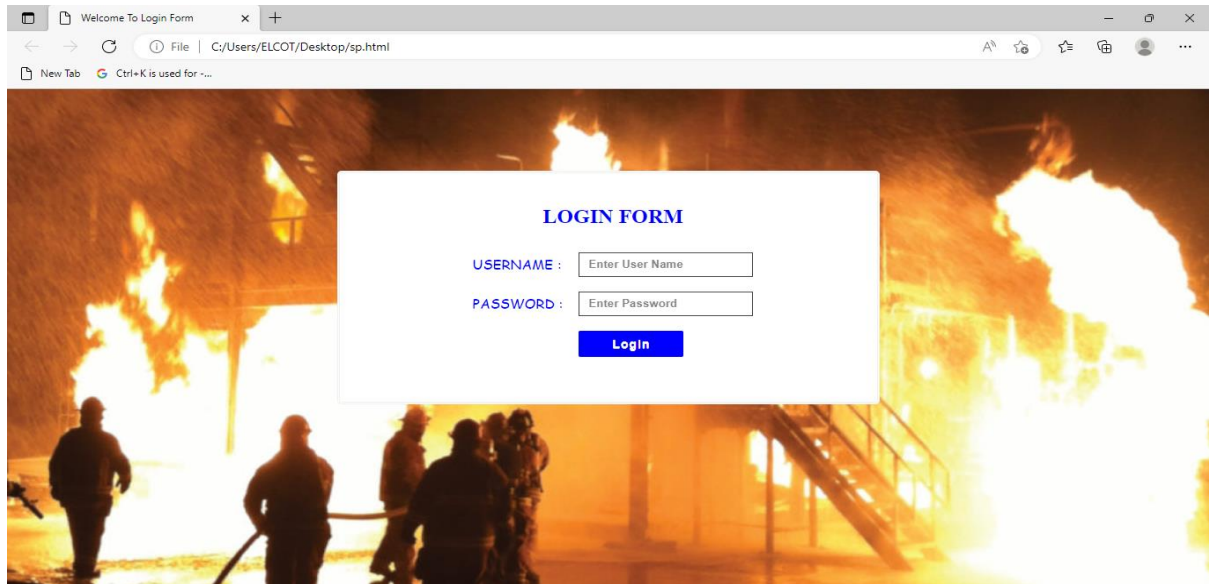 Welcome To Login Form
File | C:/Users/ELCOT/Desktop/sp.html
New Tab G Ctrl+K is used for -...
LOGIN FORM
USERNAME : Enter User Name
PASSWORD : Enter Password
Login